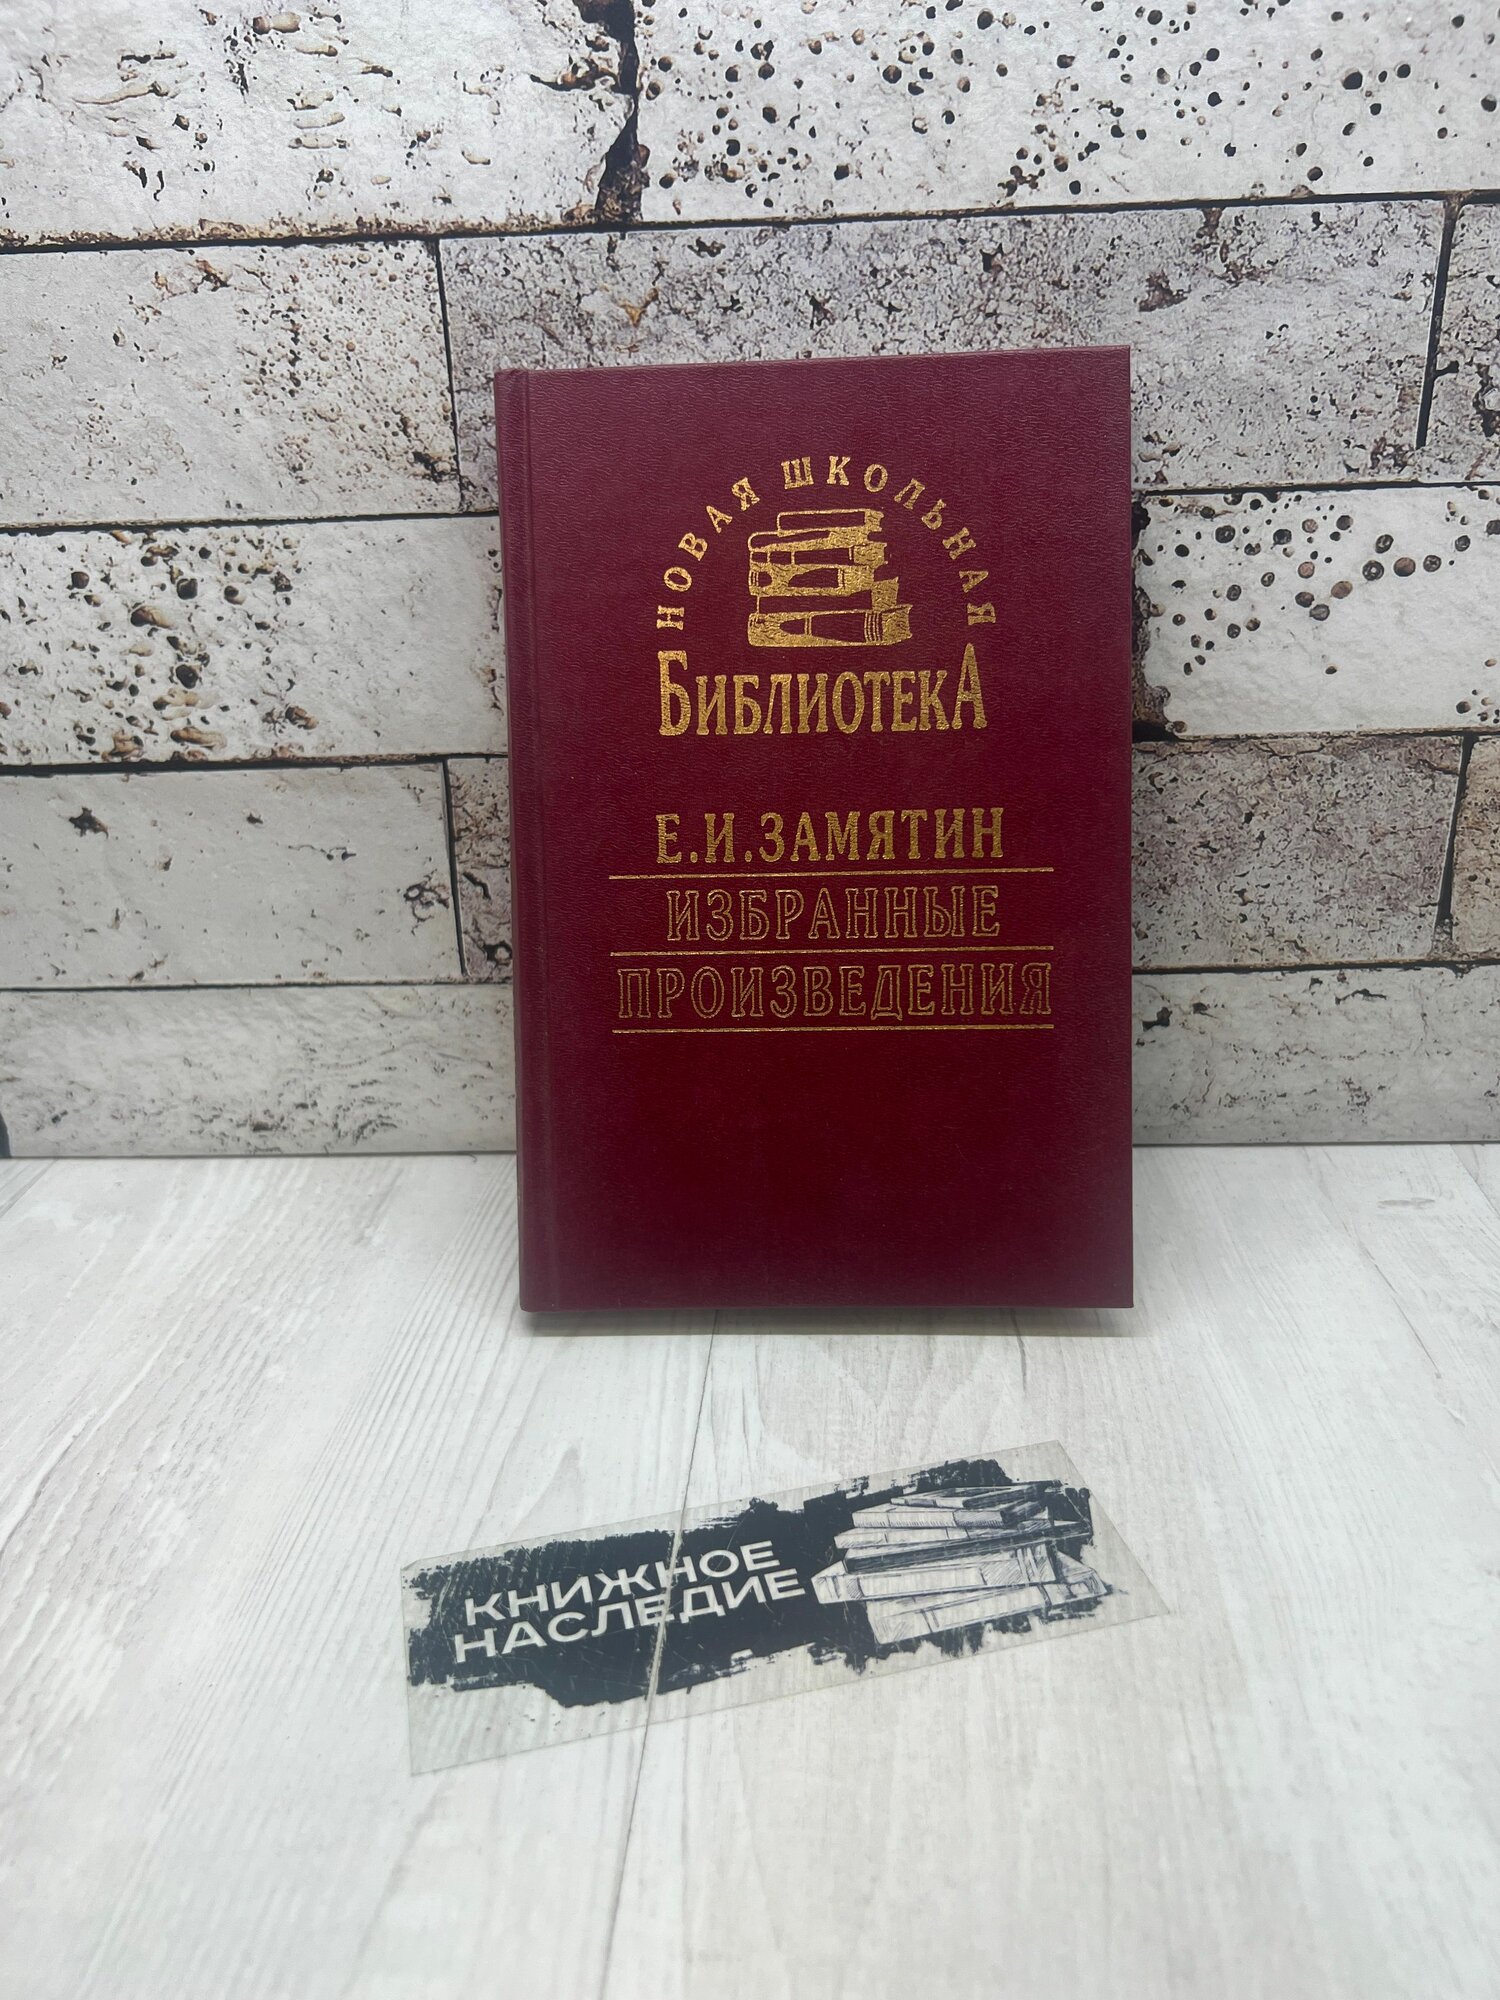 НОВАЯ ШКОЛЬНАЯ
БИБЛИОТЕКА
Е.И.ЗАМЯТИН
ИЗБРАННЫЕ
ПРОИЗВЕДЕНИЯ
КНИЖНОЕ
НАСЛЕДИЕ